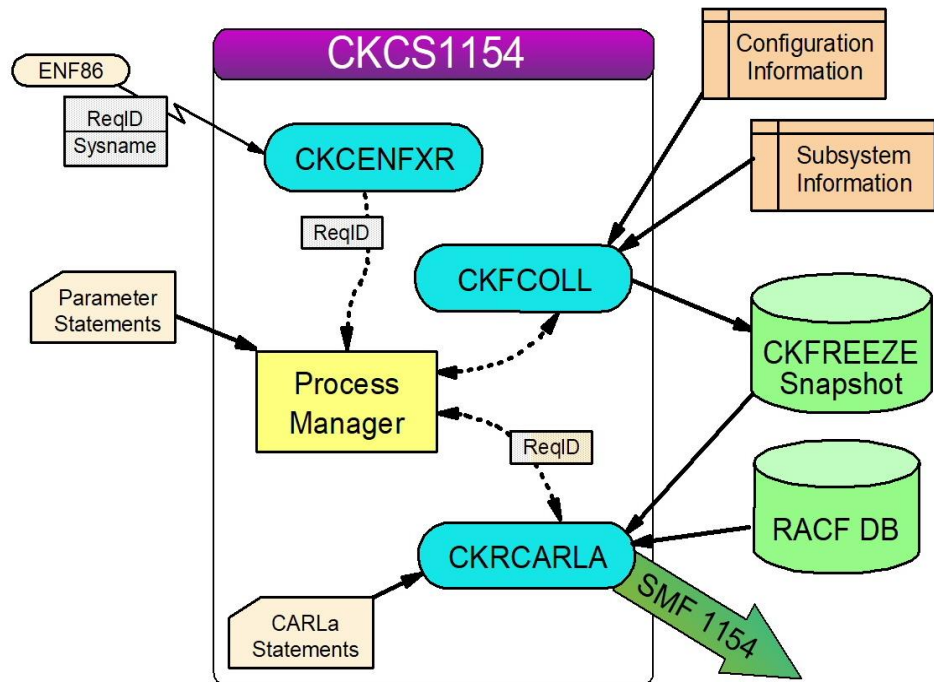 CKCS1154
ENF86
ReqID
Sysname
CKCENFXR
ReqID
Configuration
Information
Subsystem
Information
CKFCOLL
Parameter
Statements
Process
Manager
CKFREEZE
Snapshot
ReqID
RACF DB
CKRCARLA
SMF 1154
CARLa
Statements